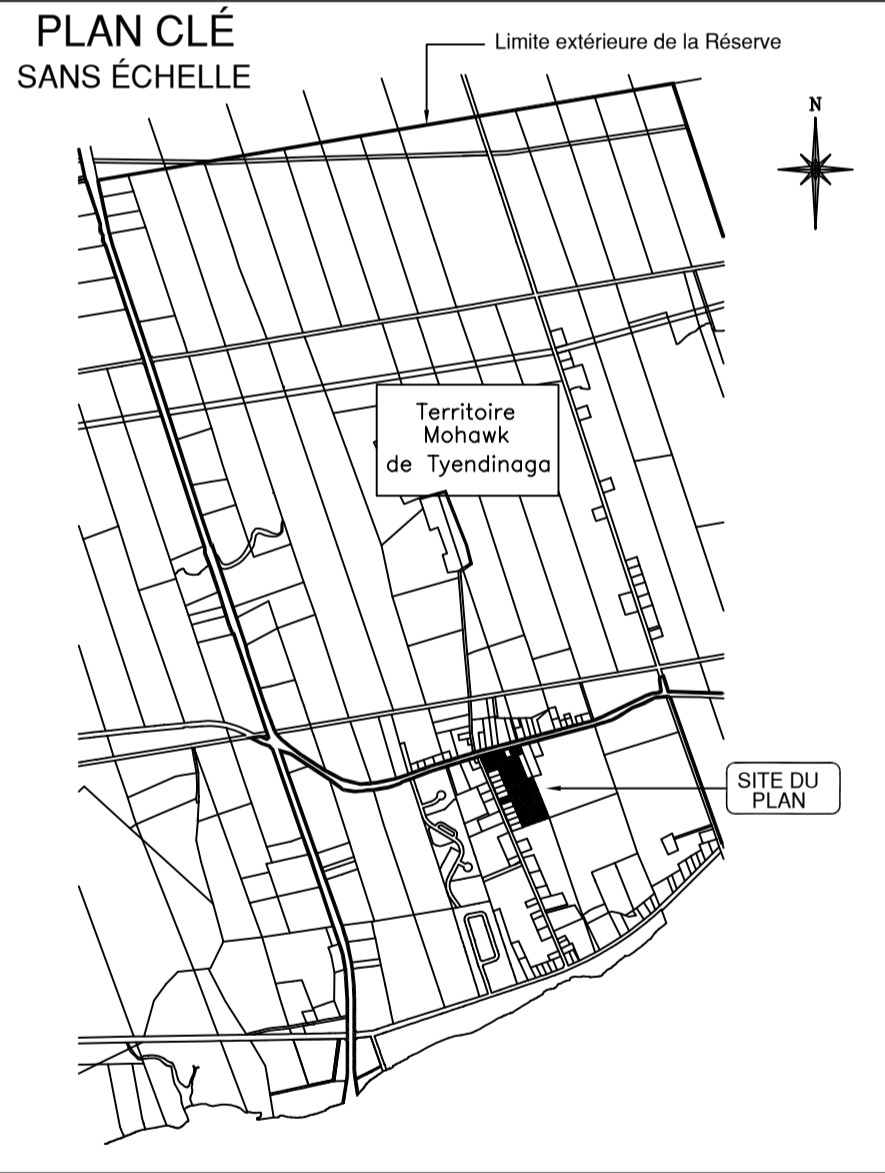 PLAN CLÉ
SANS ÉCHELLE
Limite extérieure de la Réserve
N
Territoire
Mohawk
de Tyendinaga
SITE DU
PLAN